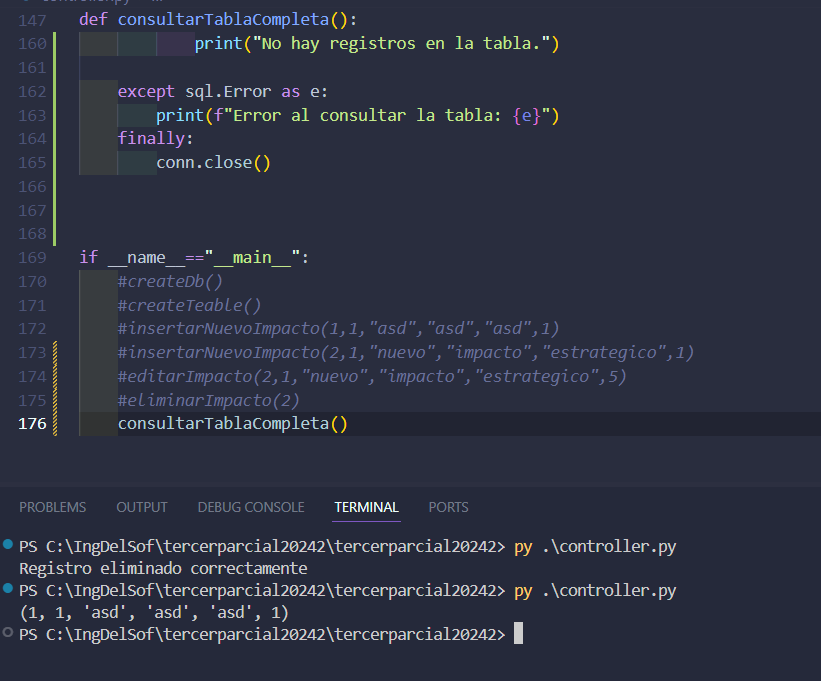 147 def consultarTablaCompleta():
160 print("No hay registros en la tabla.")
161
162 except sql.Error as e:
163 print(f"Error al consultar la tabla: {e}")
164 finally:
165 conn.close()
166
167
168
169 if __name__=="__main__":
170 #createDb()
171 #createTeable()
172 #insertarNuevoImpacto(1,1,"asd","asd","asd",1)
173 #insertarNuevoImpacto(2,1,"nuevo","impacto","estrategico",1)
174 #editarImpacto(2,1,"nuevo","impacto","estrategico",5)
175 #eliminarImpacto(2)
176 consultarTablaCompleta()
PROBLEMS OUTPUT DEBUG CONSOLE TERMINAL PORTS
PS C:\IngDelSof\tercerparcial20242\tercerparcial20242> py .\controller.py
Registro eliminado correctamente
PS C:\IngDelSof\tercerparcial20242\tercerparcial20242> py .\controller.py
(1, 1, 'asd', 'asd', 'asd', 1)
PS C:\IngDelSof\tercerparcial20242\tercerparcial20242>